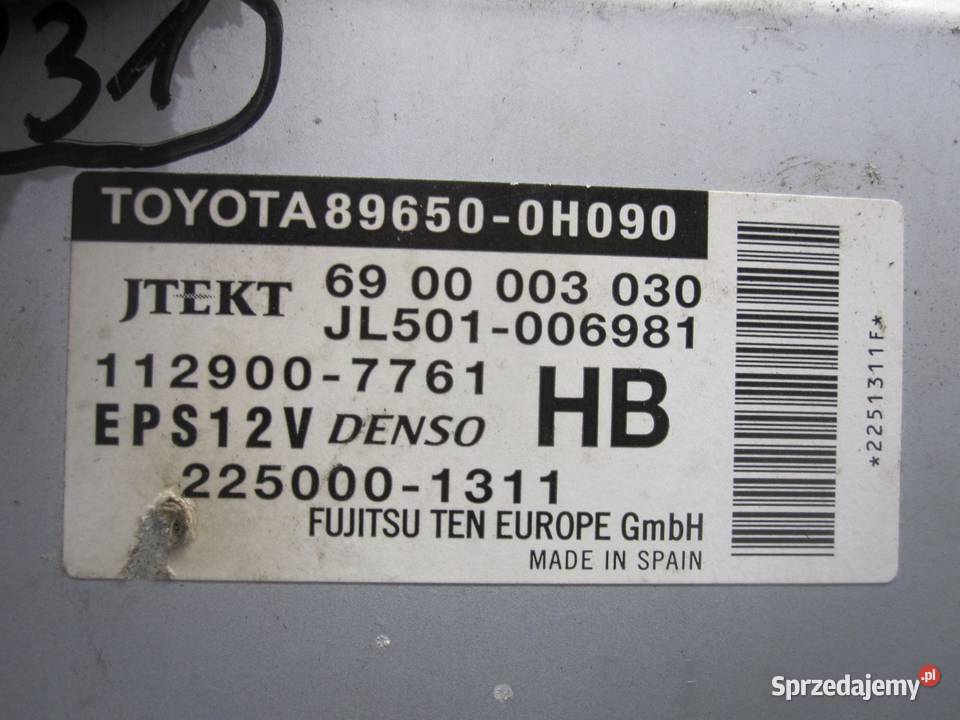 31
TOYOTA 89650-0H090
JTEKT 69 00 003 030
JL501-006981
112900-7761 HB
EPS12V DENSO
225000-1311
FUJITSU TEN EUROPE GmbH
MADE IN SPAIN
*2251311F*
Sprzedajemy.pl